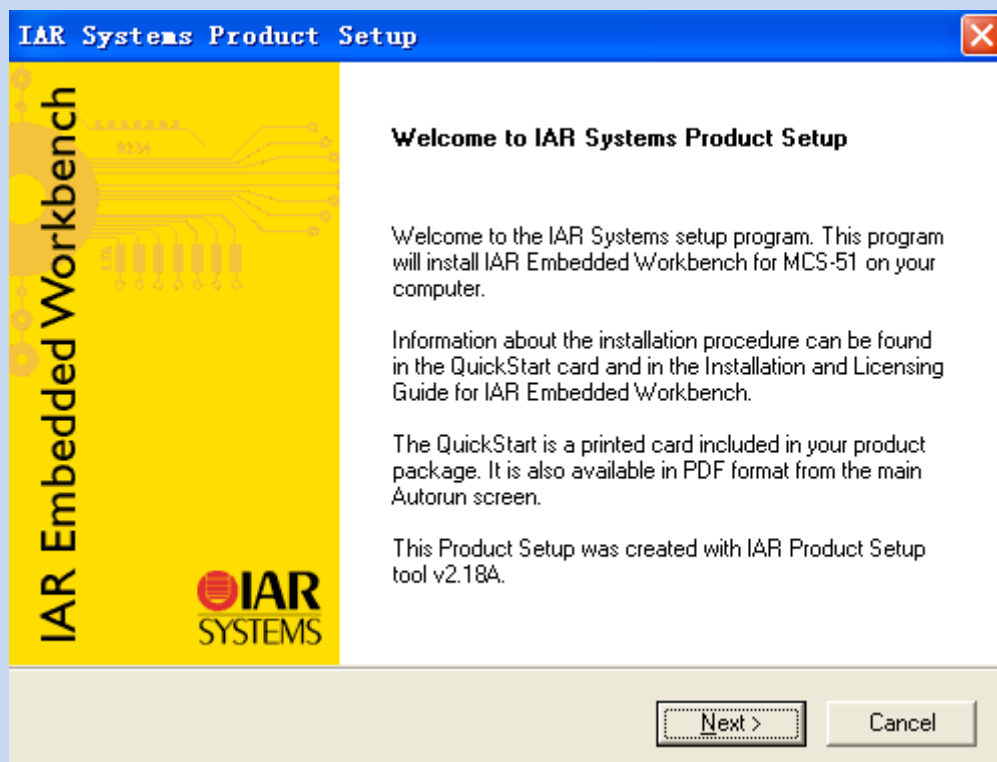 IAR Systems Product Setup
IAR Embedded Workbench
R234
Welcome to IAR Systems Product Setup
Welcome to the IAR Systems setup program. This program
will install IAR Embedded Workbench for MCS-51 on your
computer.
Information about the installation procedure can be found
in the QuickStart card and in the Installation and Licensing
Guide for IAR Embedded Workbench.
The QuickStart is a printed card included in your product
package. It is also available in PDF format from the main
Autorun screen.
This Product Setup was created with IAR Product Setup
tool v2.18A.
IAR
SYSTEMS
Next >
Cancel